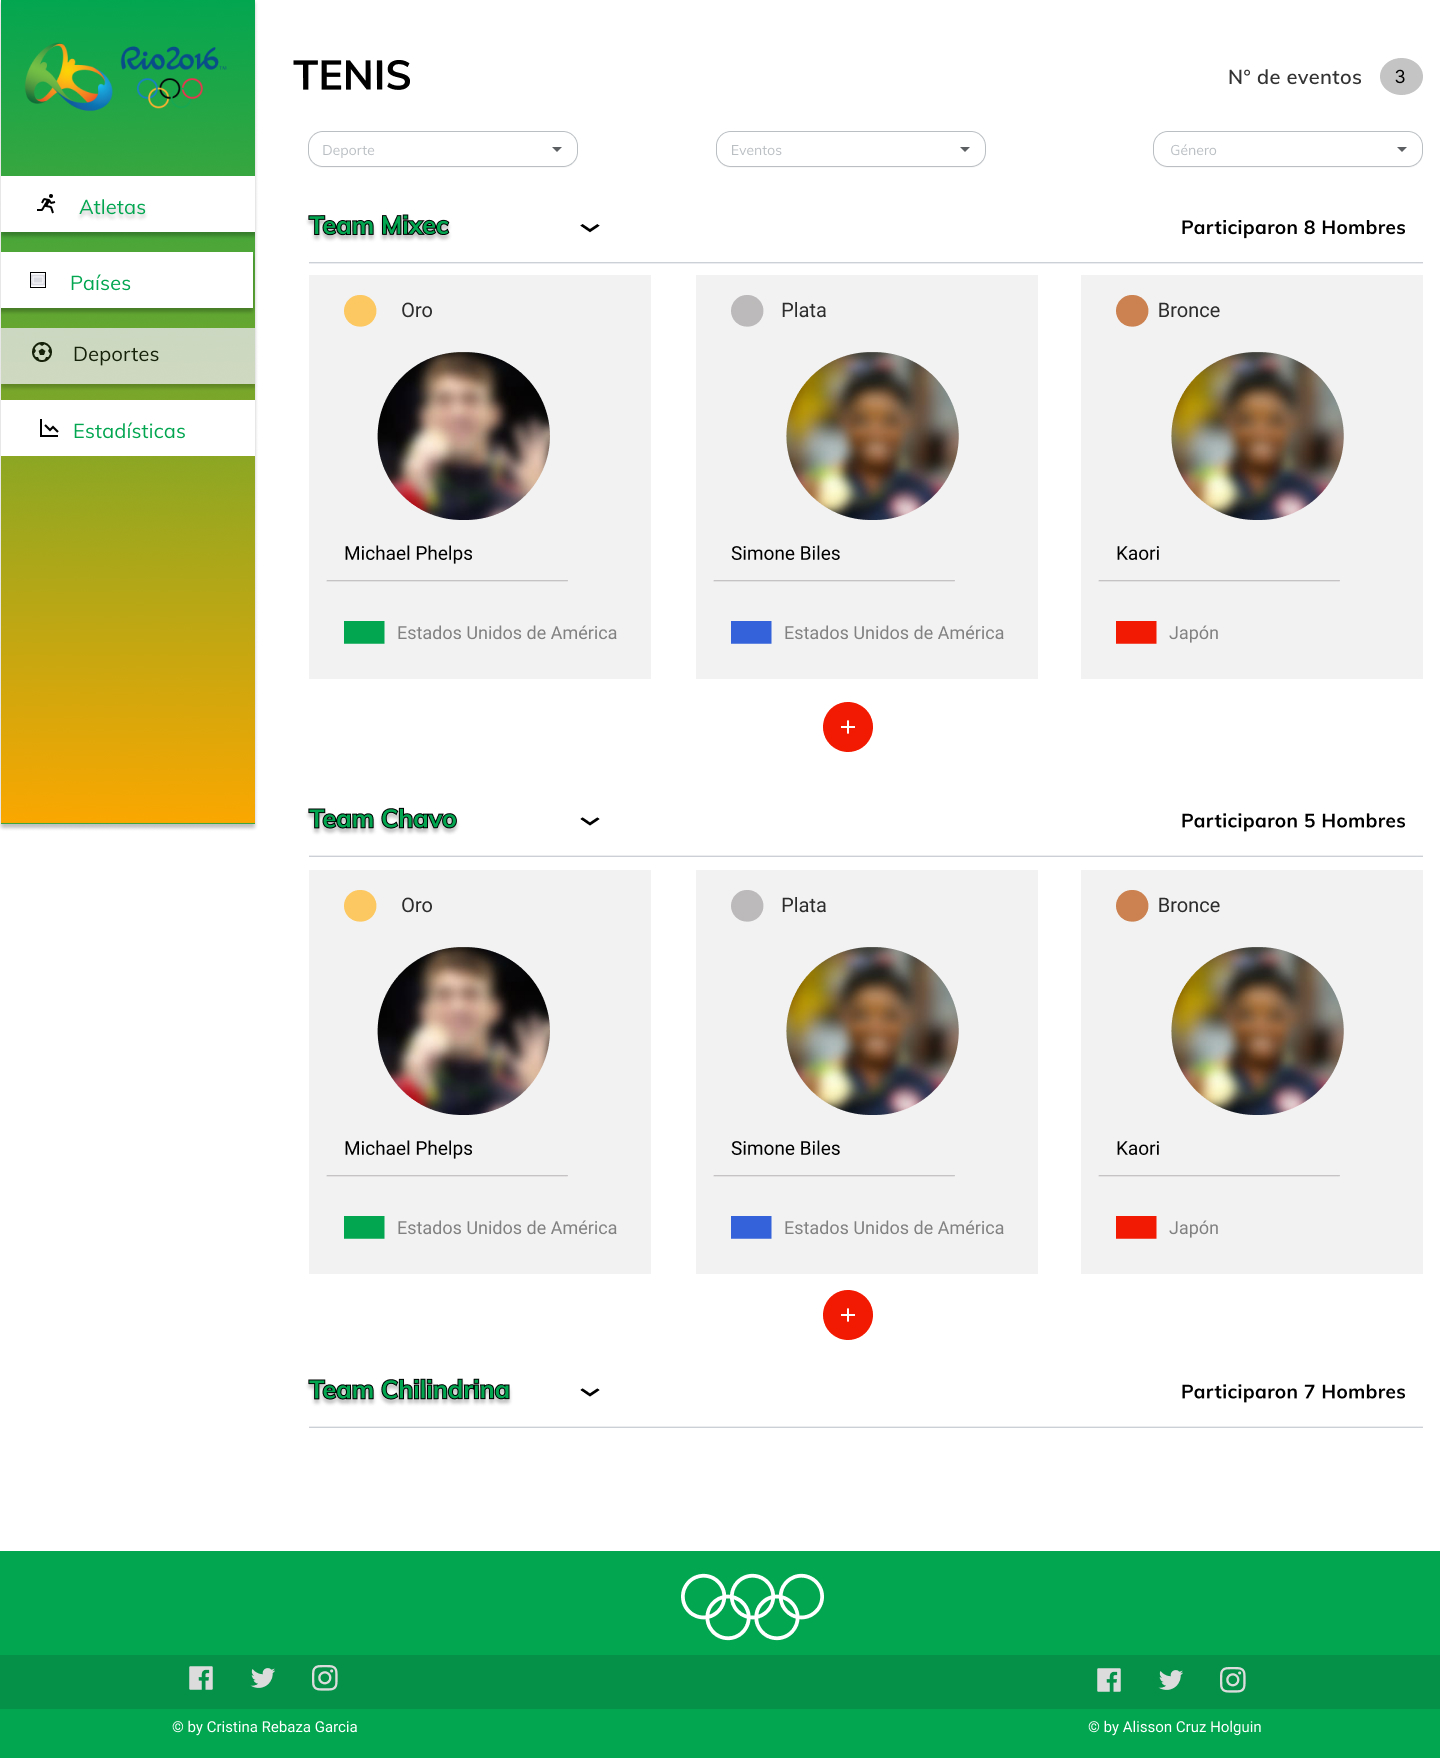 Rio2016
TENIS
N° de eventos 3
Deporte Eventos Género
Atletas
Países
Deportes
Estadísticas
Team Mixec Participaron 8 Hombres
Oro Plata Bronce
Michael Phelps Simone Biles Kaori
Estados Unidos de América Estados Unidos de América Japón
+
Team Chavo Participaron 5 Hombres
Oro Plata Bronce
Michael Phelps Simone Biles Kaori
Estados Unidos de América Estados Unidos de América Japón
+
Team Chilindrina Participaron 7 Hombres
© by Cristina Rebaza Garcia © by Alisson Cruz Holguin